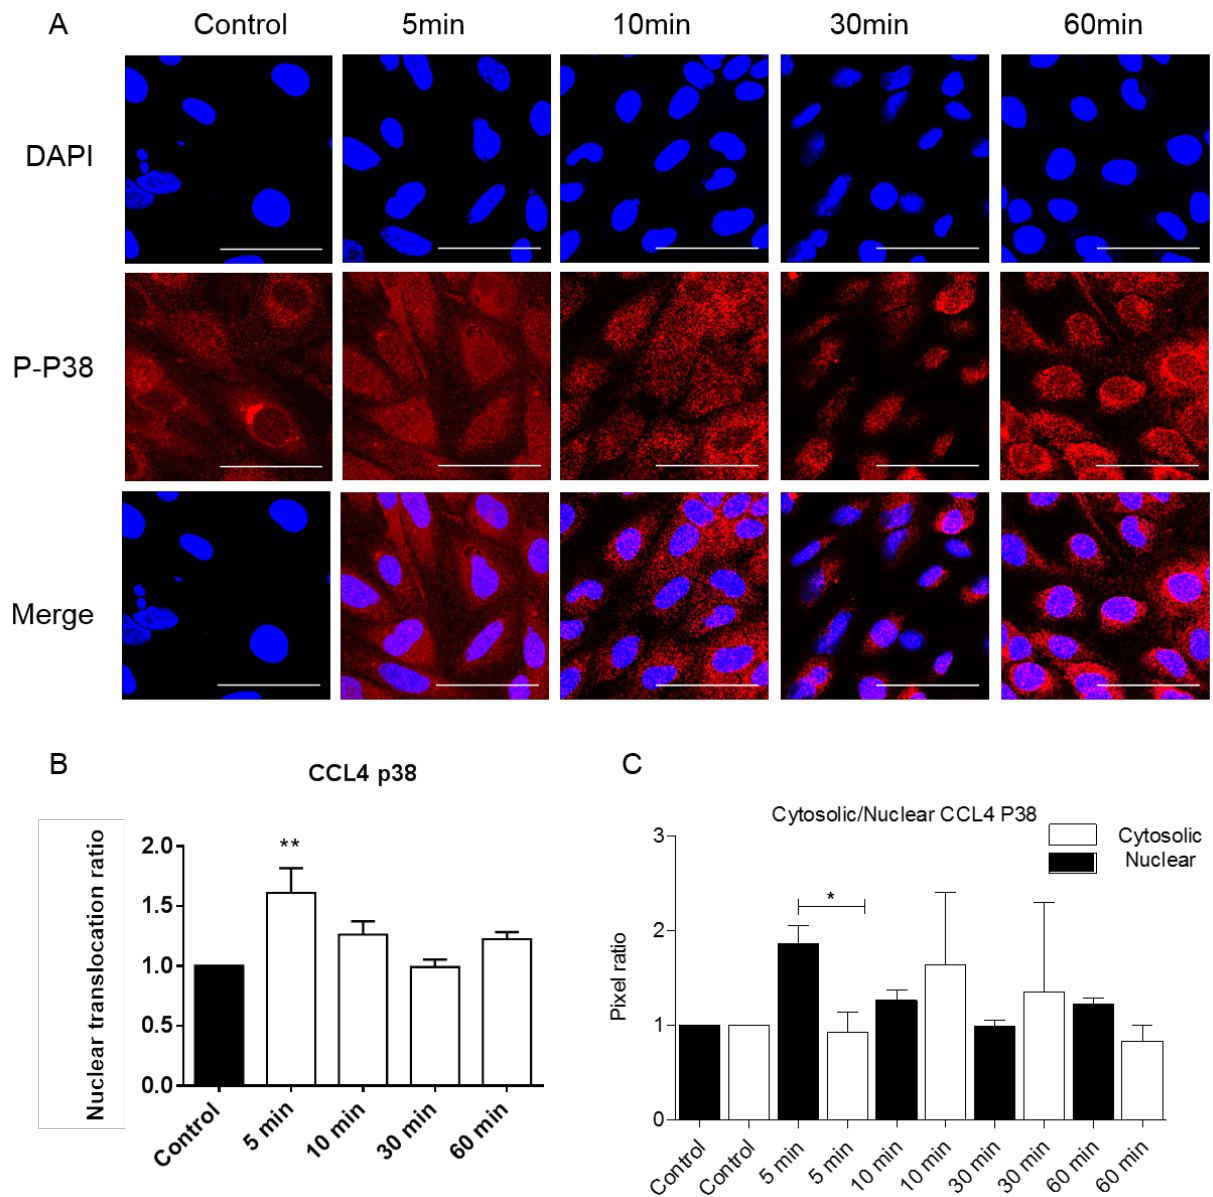 A
Control
5min
10min
30min
60min
DAPI
P-P38
Merge
B
CCL4 p38
Nuclear translocation ratio
2.0
1.5
1.0
0.5
0.0
**
Control
5 min
10 min
30 min
60 min
C
Cytosolic/Nuclear CCL4 P38
Cytosolic
Nuclear
Pixel ratio
3
2
1
0
*
Control
Control
5 min
5 min
10 min
10 min
30 min
30 min
60 min
60 min